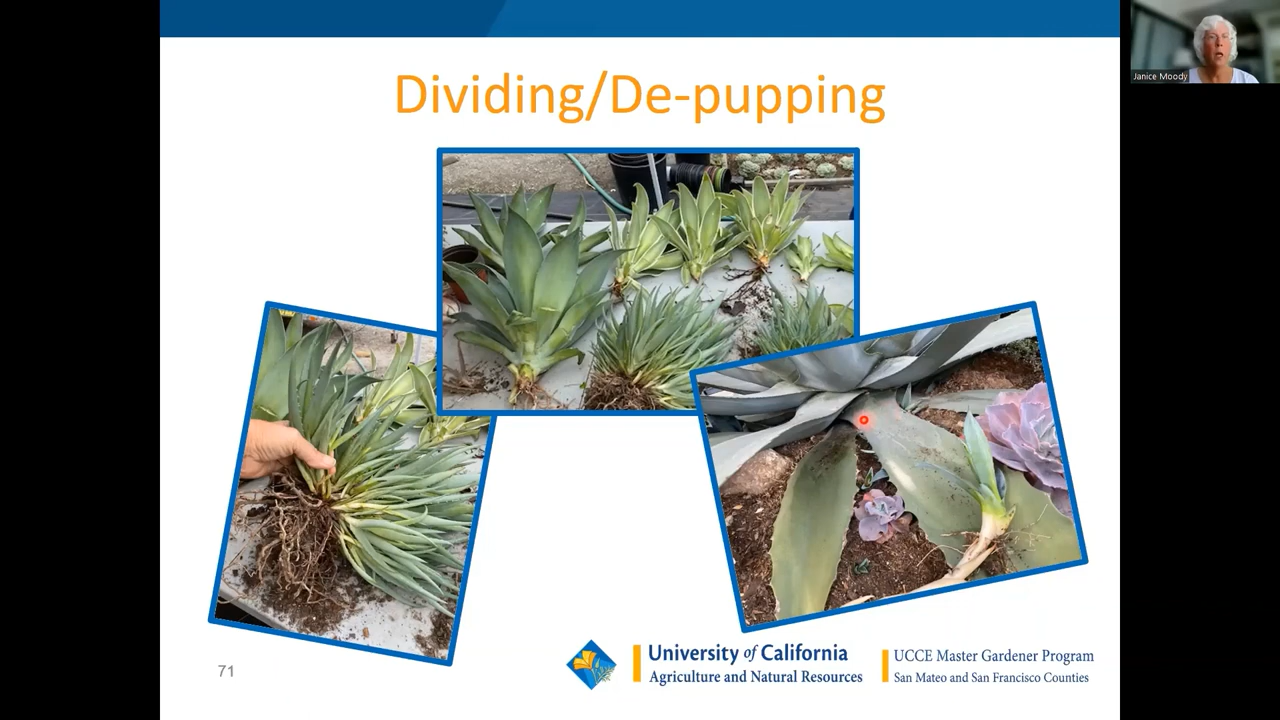 Janice Moody
Dividing/De-pupping
71
University of California
Agriculture and Natural Resources
UCCE Master Gardener Program
San Mateo and San Francisco Counties